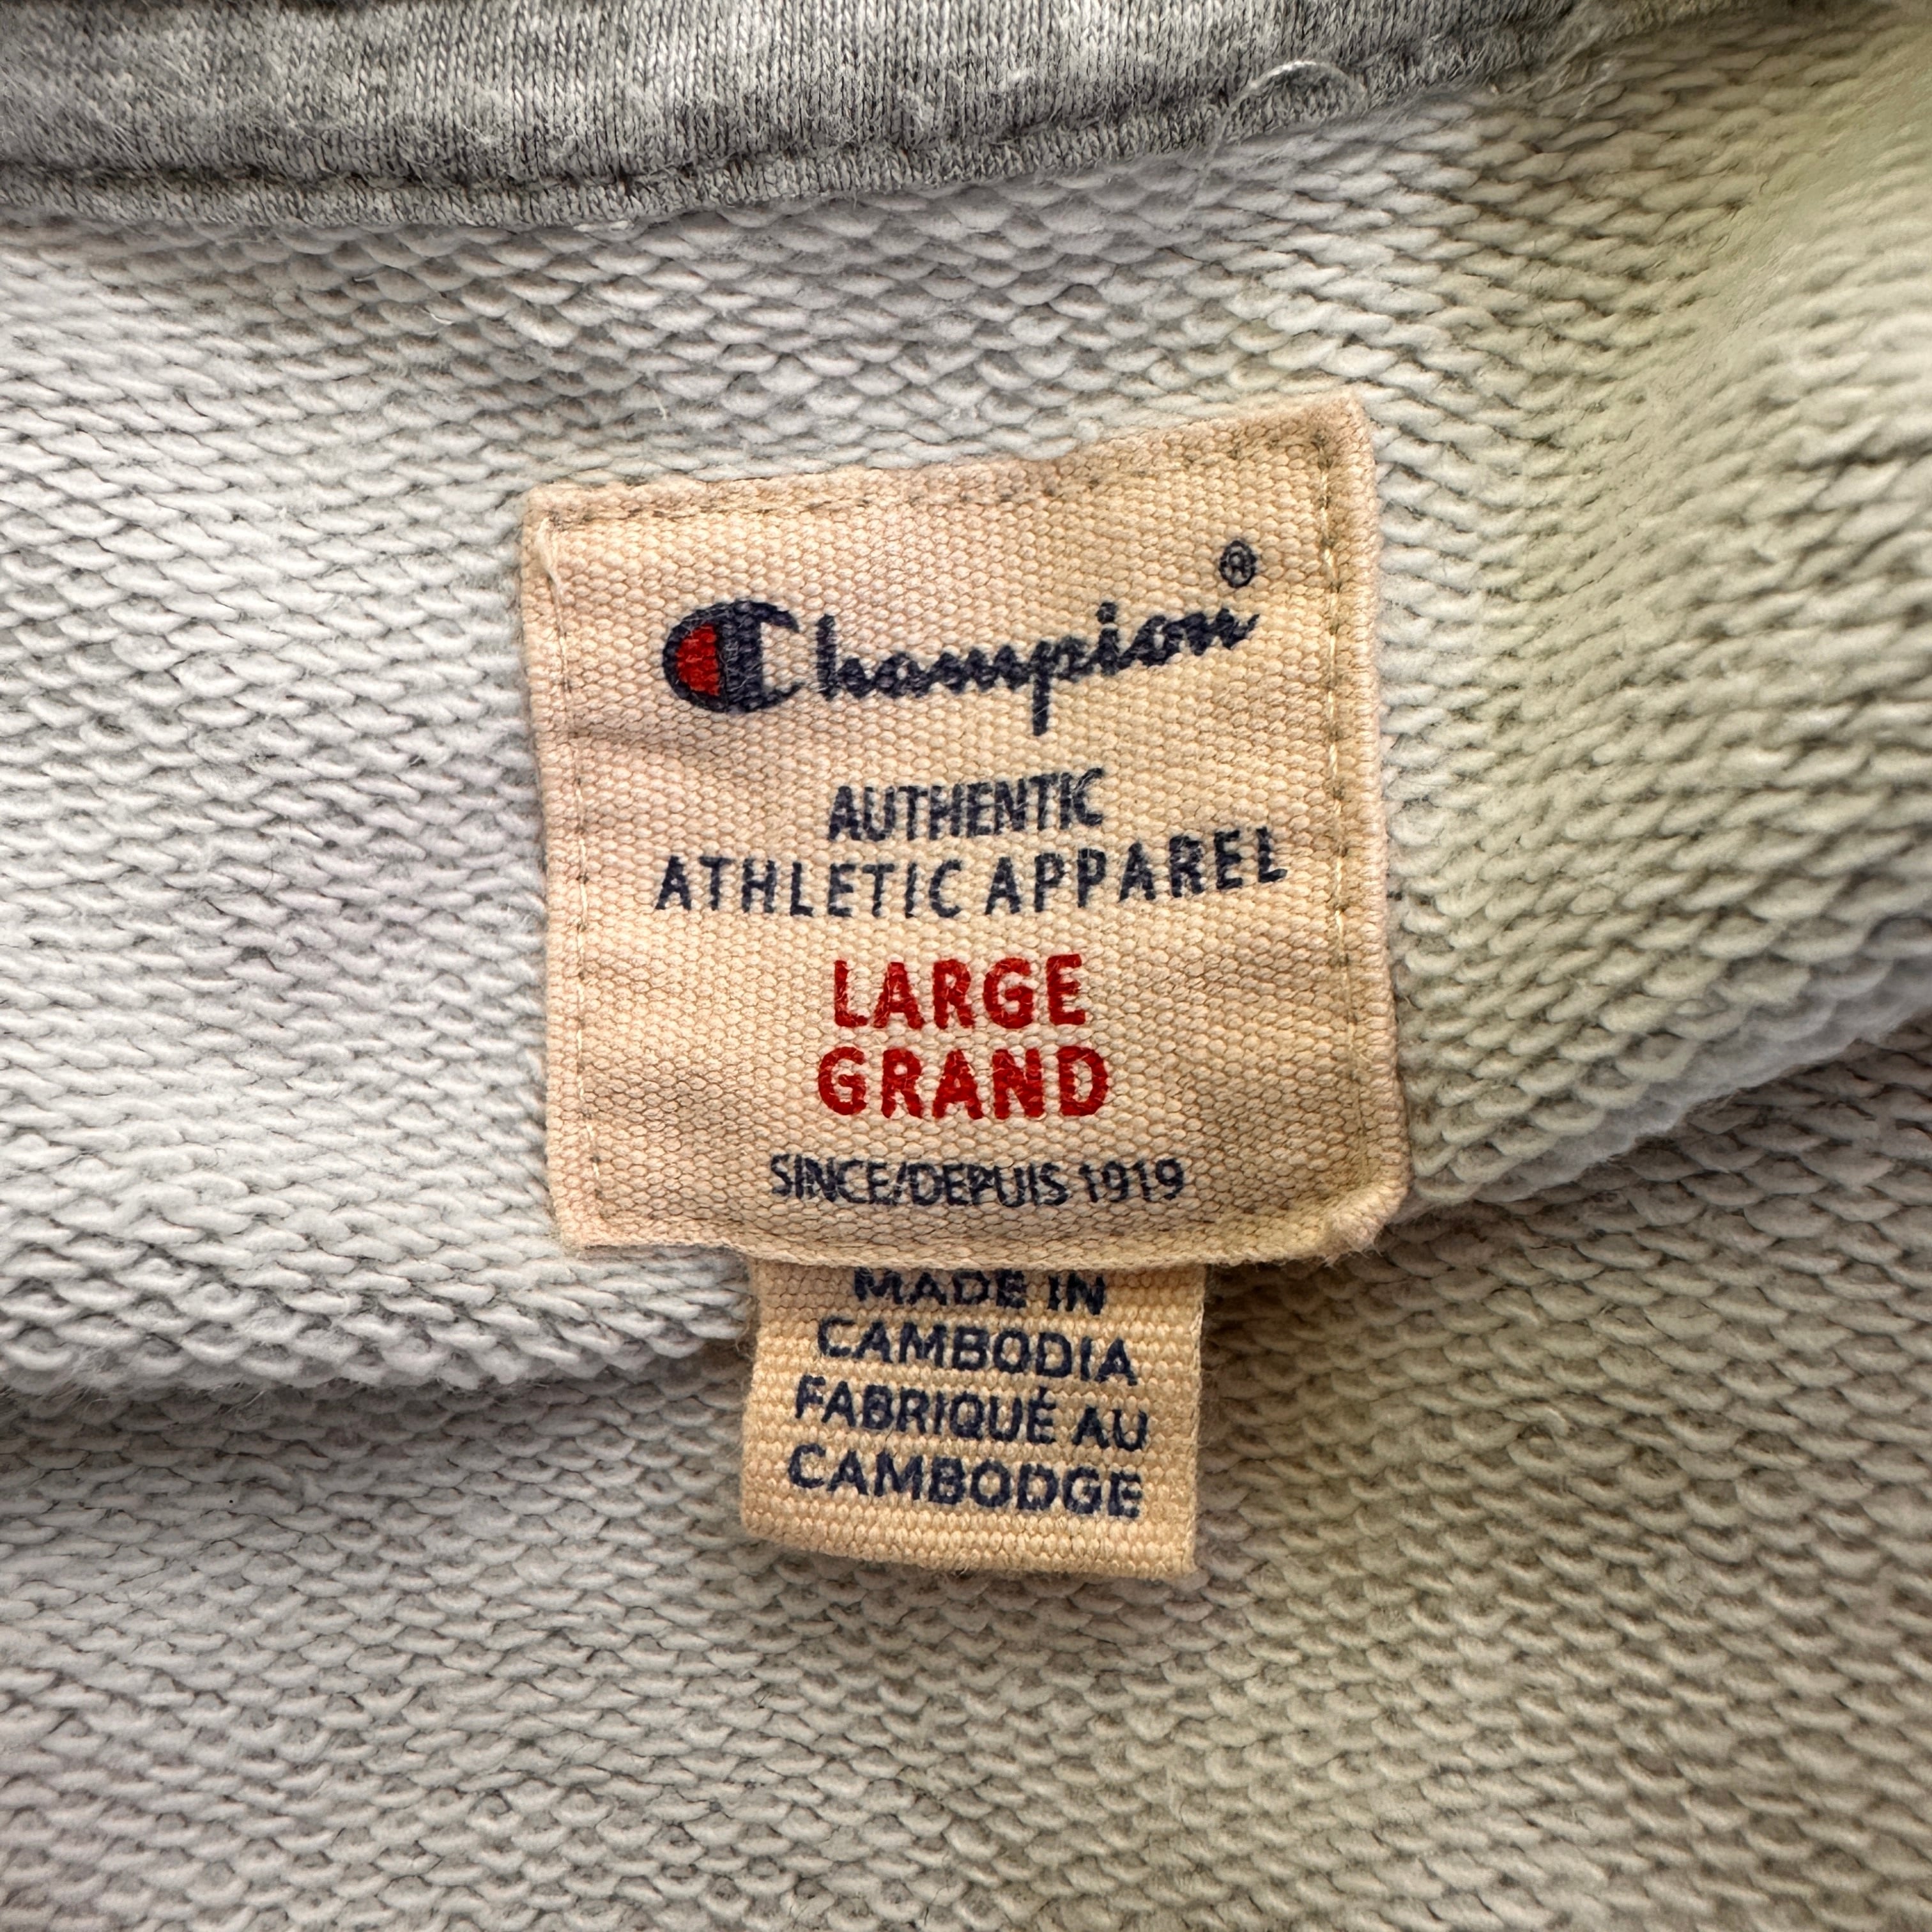 Champion®
AUTHENTIC
ATHLETIC APPAREL
LARGE
GRAND
SINCE/DEPUIS 1919
MADE IN
CAMBODIA
FABRIQUÉ AU
CAMBODGE